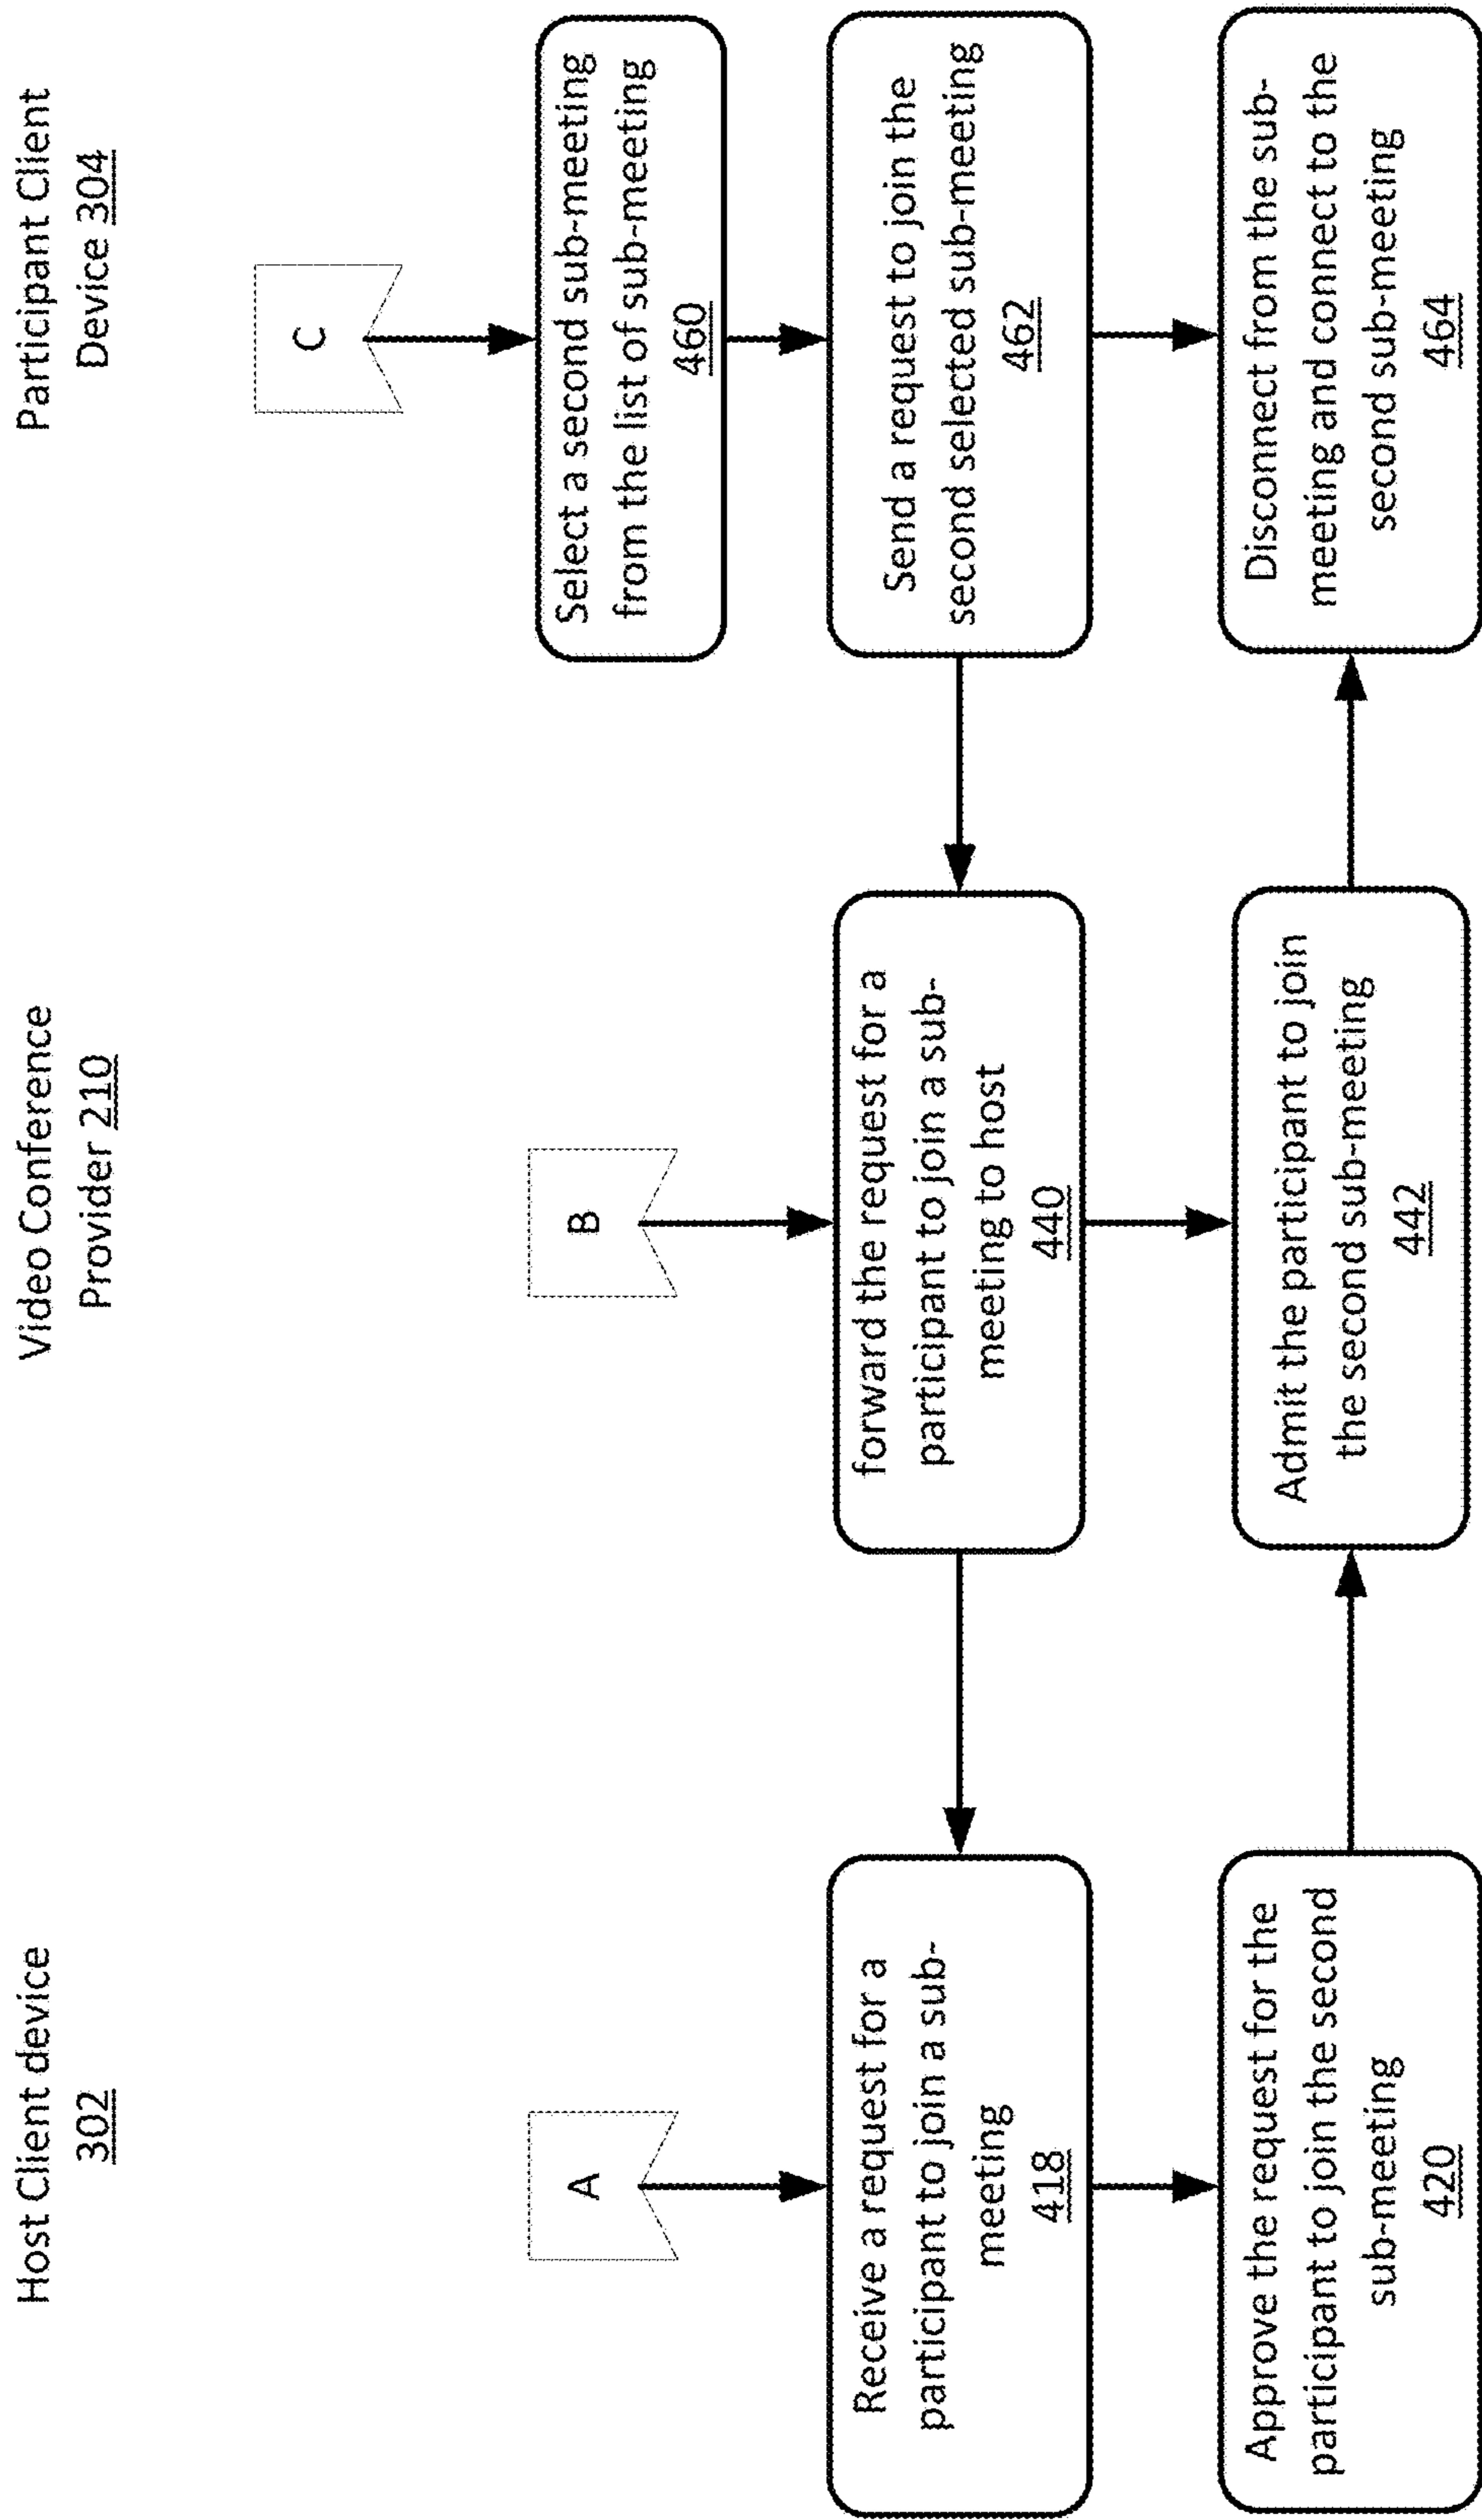 Host Client device
302
Video Conference
Provider 210
Participant Client
Device 304
C
A
B
Select a second sub-meeting
from the list of sub-meeting
460
Receive a request for a
participant to join a sub-
meeting
418
forward the request for a
participant to join a sub-
meeting to host
440
Send a request to join the
second selected sub-meeting
462
Approve the request for the
participant to join the second
sub-meeting
420
Admit the participant to join
the second sub-meeting
442
Disconnect from the sub-
meeting and connect to the
second sub-meeting
464